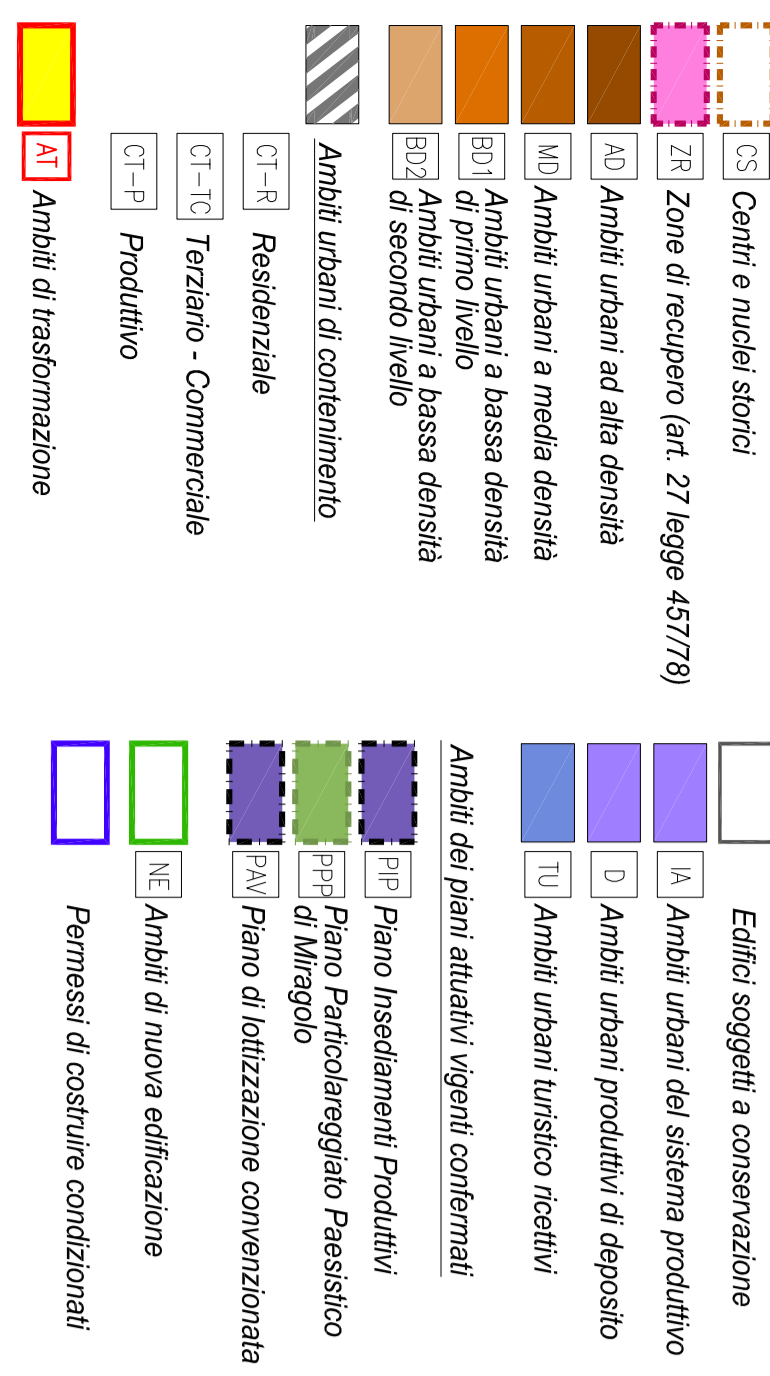 CS Centri e nuclei storici
ZR Zone di recupero (art. 27 legge 457/78)
AD Ambiti urbani ad alta densità
MD Ambiti urbani a media densità
BD1 Ambiti urbani a bassa densità
di primo livello
BD2 Ambiti urbani a bassa densità
di secondo livello
Ambiti urbani di contenimento
CT-R Residenziale
CT-TC Terziario - Commerciale
CT-P Produttivo
AT Ambiti di trasformazione
Edifici soggetti a conservazione
IA Ambiti urbani del sistema produttivo
D Ambiti urbani produttivi di deposito
TU Ambiti urbani turistico ricettivi
Ambiti dei piani attuativi vigenti confermati
PIP Piano Insediamenti Produttivi
PPP Piano Particolareggiato Paesistico
di Miragolo
PAV Piano di lottizzazione convenzionata
NE Ambiti di nuova edificazione
Permessi di costruire condizionati